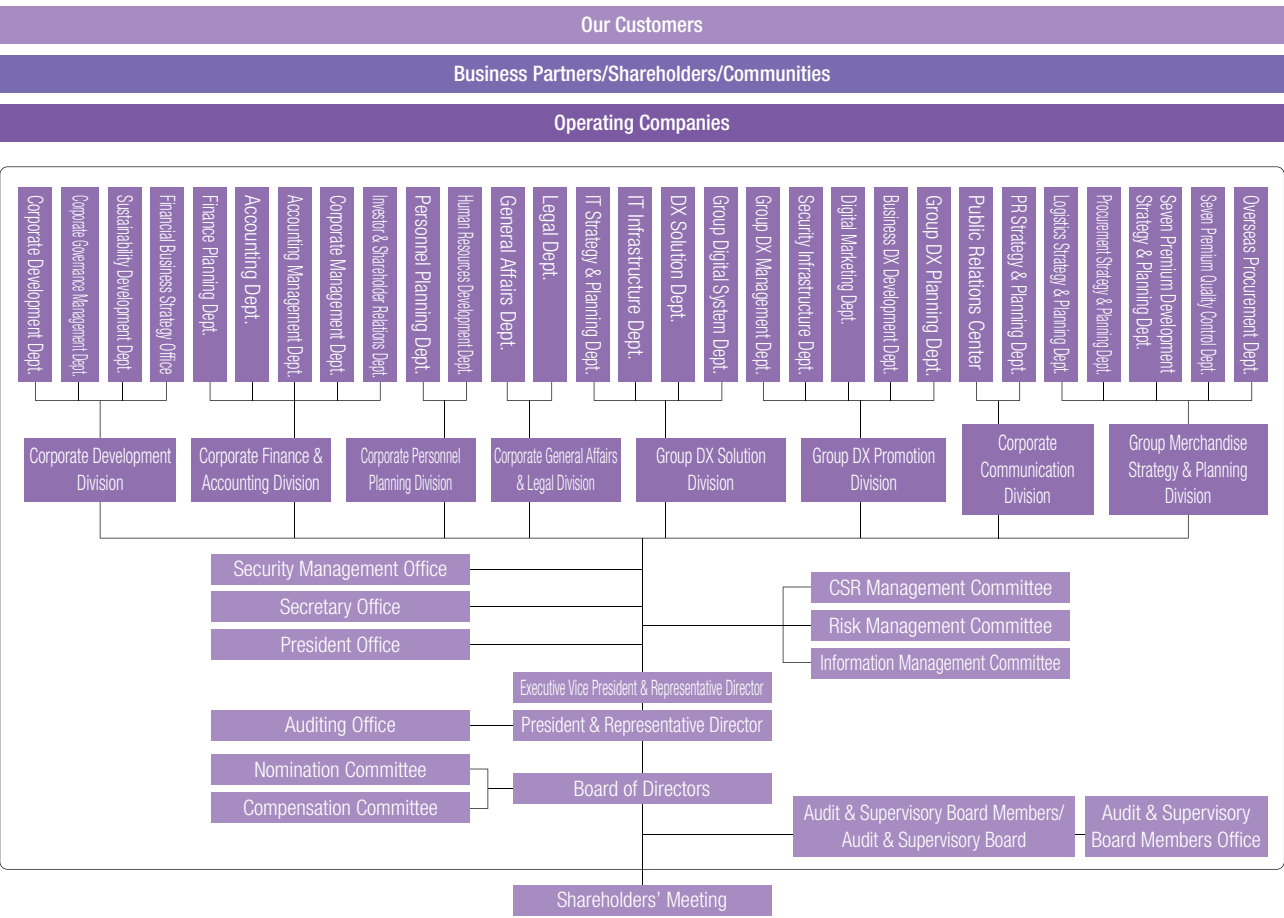 Our Customers
Business Partners/Shareholders/Communities
Operating Companies
Corporate Development Dept.
Corporate Governance Management Dept.
Sustainability Development Dept.
Financial Business Strategy Office
Finance Planning Dept.
Accounting Dept.
Accounting Management Dept.
Corporate Management Dept.
Investor & Shareholder Relations Dept.
Personnel Planning Dept.
Human Resources Development Dept.
General Affairs Dept.
Legal Dept.
IT Strategy & Planning Dept.
IT Infrastructure Dept.
DX Solution Dept.
Group Digital System Dept.
Group DX Management Dept.
Security Infrastructure Dept.
Digital Marketing Dept.
Business DX Development Dept.
Group DX Planning Dept.
Public Relations Center
PR Strategy & Planning Dept.
Logistics Strategy & Planning Dept.
Procurement Strategy & Planning Dept.
Seven Premium Development
Strategy & Planning Dept.
Seven Premium Quality Control Dept.
Overseas Procurement Dept.
Corporate Development
Division
Corporate Finance &
Accounting Division
Corporate Personnel
Planning Division
Corporate General Affairs
& Legal Division
Group DX Solution
Division
Group DX Promotion
Division
Corporate
Communication
Division
Group Merchandise
Strategy & Planning
Division
Security Management Office
Secretary Office
President Office
CSR Management Committee
Risk Management Committee
Information Management Committee
Executive Vice President & Representative Director
Auditing Office
President & Representative Director
Nomination Committee
Compensation Committee
Board of Directors
Audit & Supervisory Board Members/
Audit & Supervisory Board
Audit & Supervisory
Board Members Office
Shareholders' Meeting